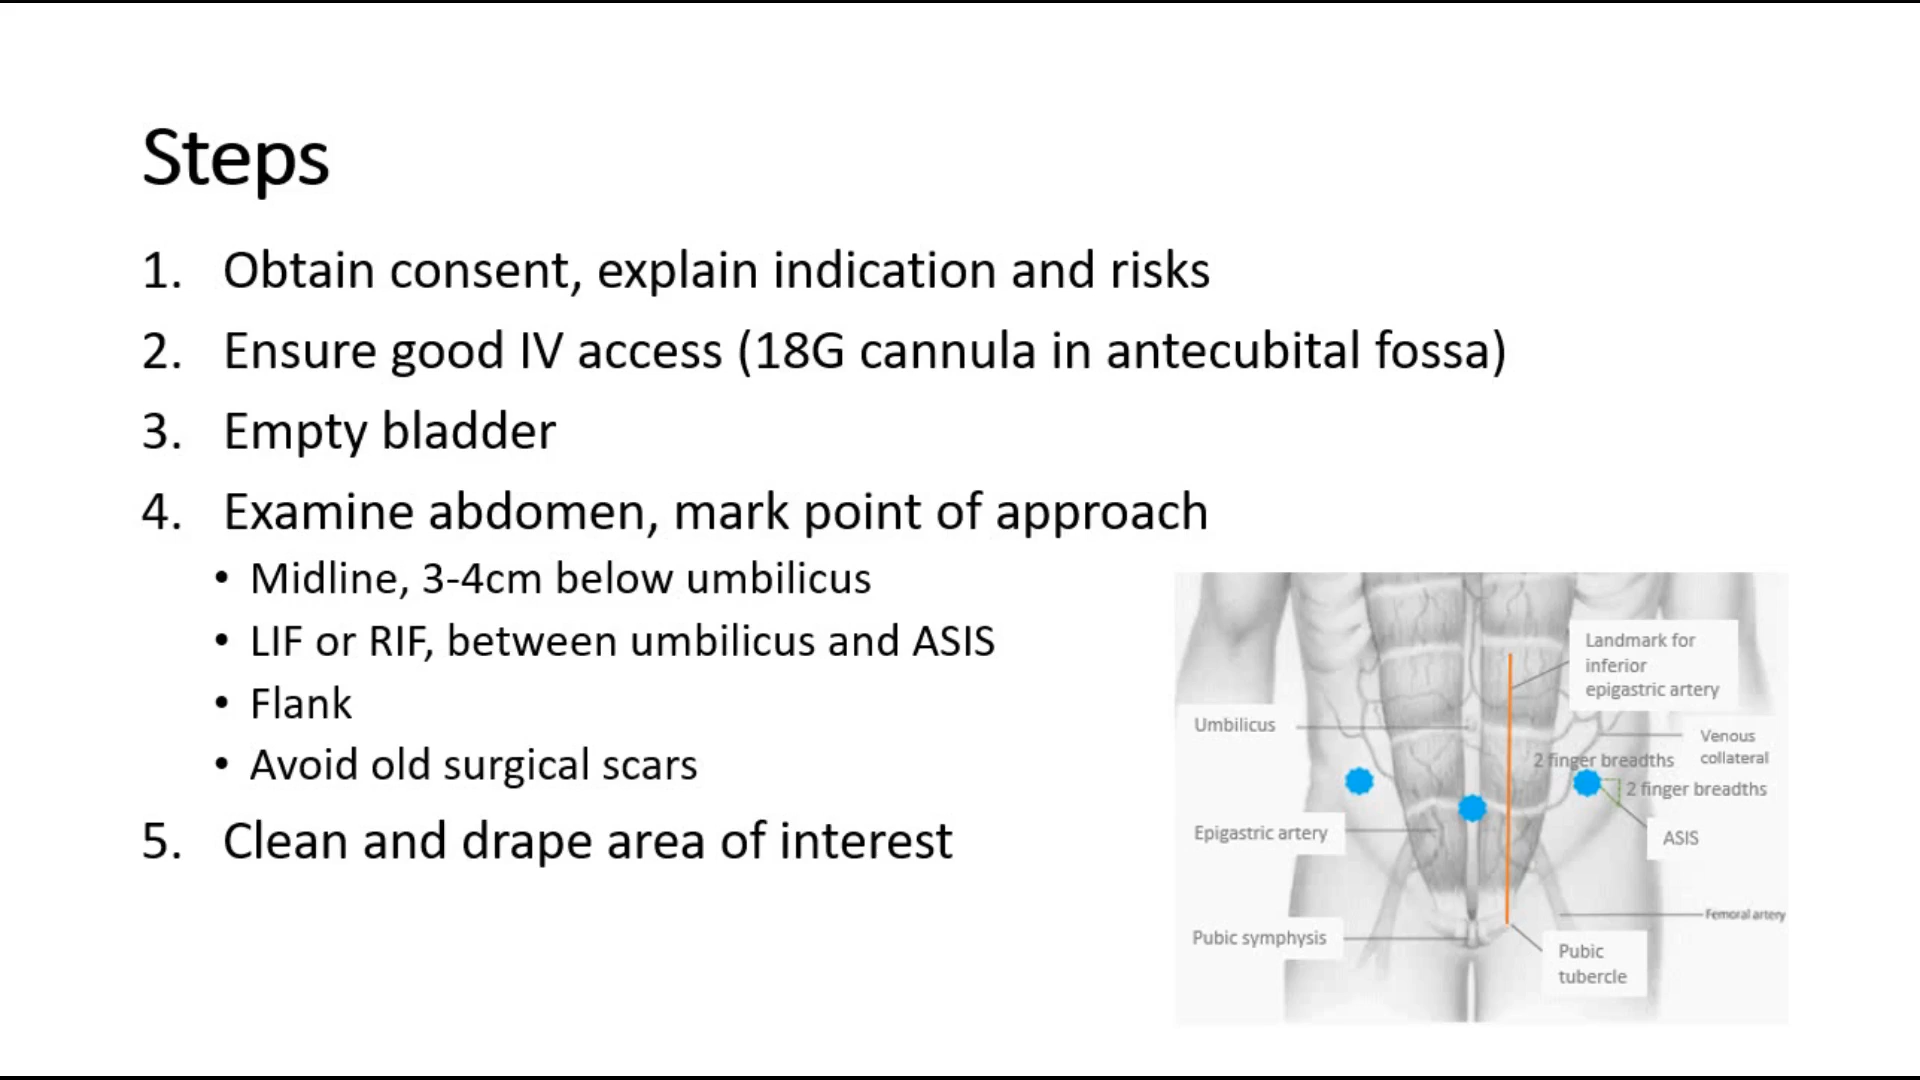 Steps
1. Obtain consent, explain indication and risks
2. Ensure good IV access (18G cannula in antecubital fossa)
3. Empty bladder
4. Examine abdomen, mark point of approach
• Midline, 3-4cm below umbilicus
• LIF or RIF, between umbilicus and ASIS
• Flank
• Avoid old surgical scars
5. Clean and drape area of interest
Landmark for
inferior
epigastric artery
Umbilicus
Venous
collateral
2 finger breadths
2 finger breadths
Epigastric artery
ASIS
Femoral artery
Pubic symphysis
Pubic
tubercle